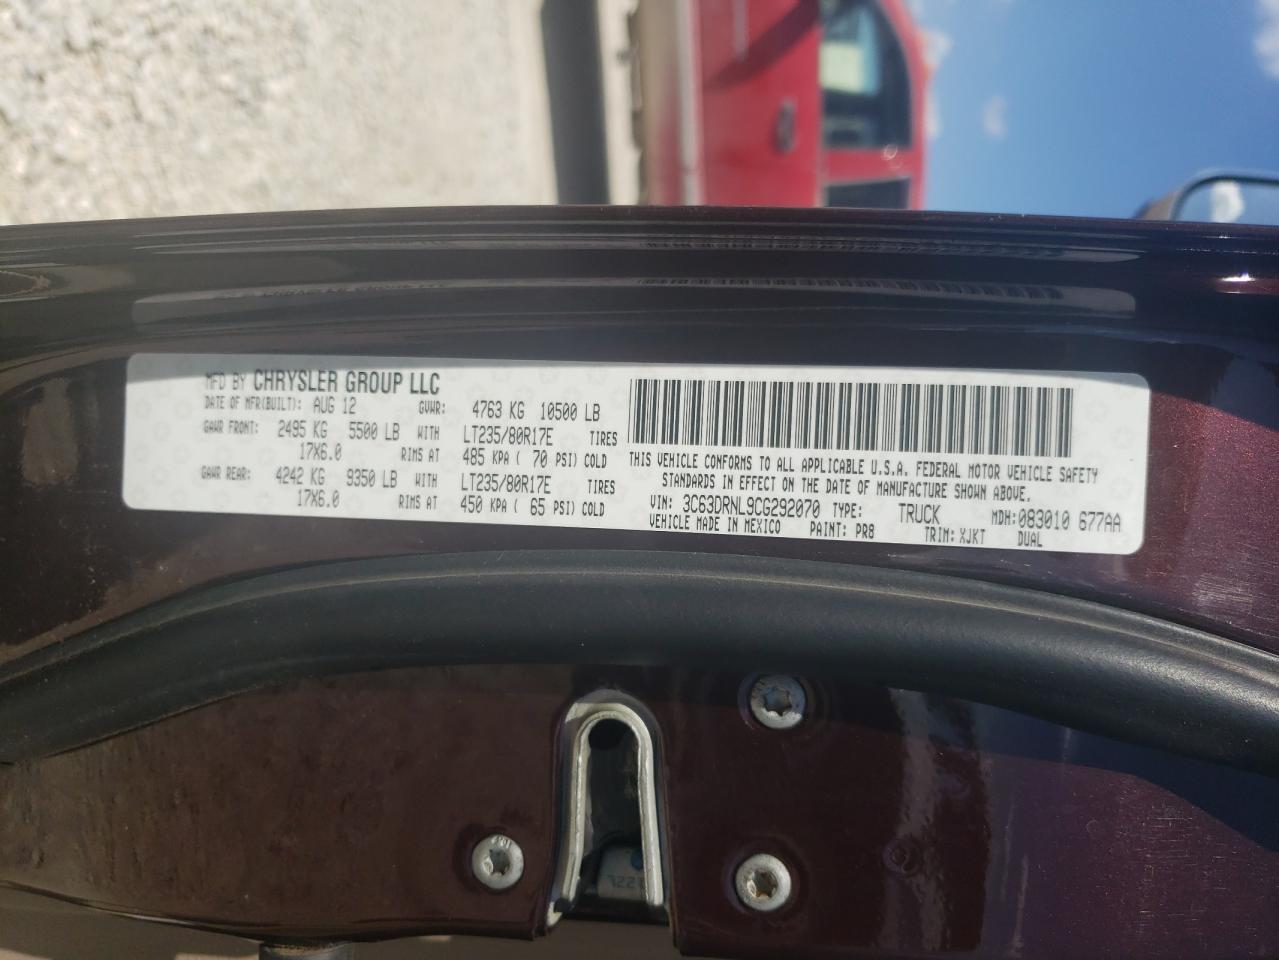 MFD BY CHRYSLER GROUP LLC
DATE OF MFR(BUILT): AUG 12 GVWR: 4763 KG 10500 LB
GAWR FRONT: 2495 KG 5500 LB WITH LT235/80R17E TIRES
17X6.0 RIMS AT 485 KPA ( 70 PSI) COLD
GAWR REAR: 4242 KG 9350 LB WITH LT235/80R17E TIRES
17X6.0 RIMS AT 450 KPA ( 65 PSI) COLD
THIS VEHICLE CONFORMS TO ALL APPLICABLE U.S.A. FEDERAL MOTOR VEHICLE SAFETY
STANDARDS IN EFFECT ON THE DATE OF MANUFACTURE SHOWN ABOVE.
VIN: 3C63DRNL9CG292070 TYPE: TRUCK MDH: 083010 677AA
VEHICLE MADE IN MEXICO PAINT: PR8 TRIM: XJKT DUAL